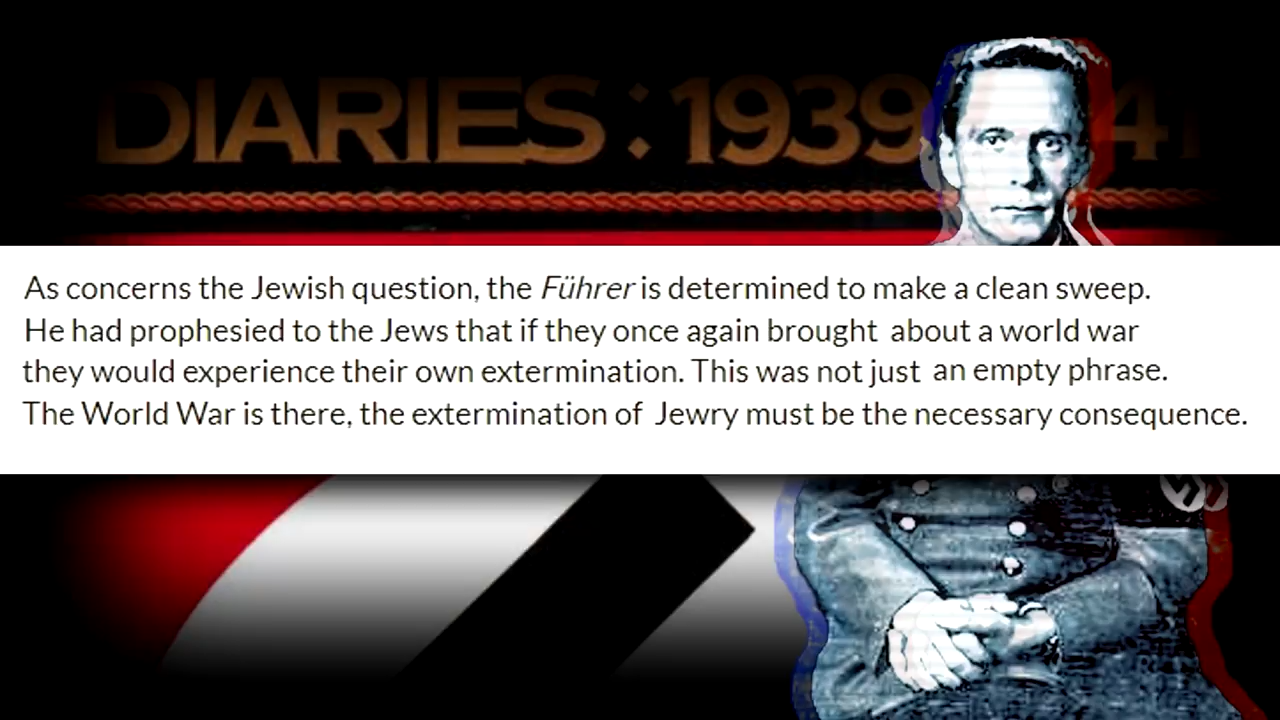 DIARIES : 1939 41
As concerns the Jewish question, the Führer is determined to make a clean sweep.
He had prophesied to the Jews that if they once again brought about a world war
they would experience their own extermination. This was not just an empty phrase.
The World War is there, the extermination of Jewry must be the necessary consequence.